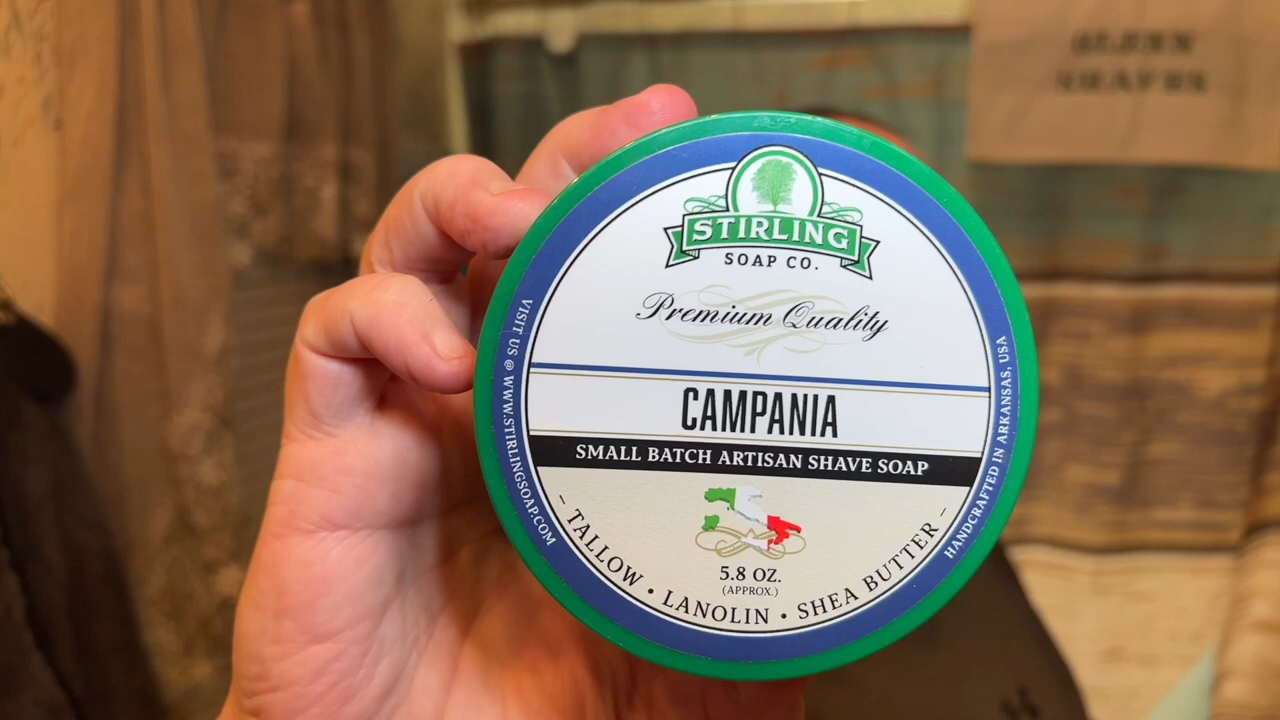 STIRLING
SOAP CO.
Premium Quality
CAMPANIA
SMALL BATCH ARTISAN SHAVE SOAP
5.8 OZ.
(APPROX.)
– TALLOW • LANOLIN • SHEA BUTTER –
VISIT US @ WWW.STIRLINGSOAP.COM
HANDCRAFTED IN ARKANSAS, USA